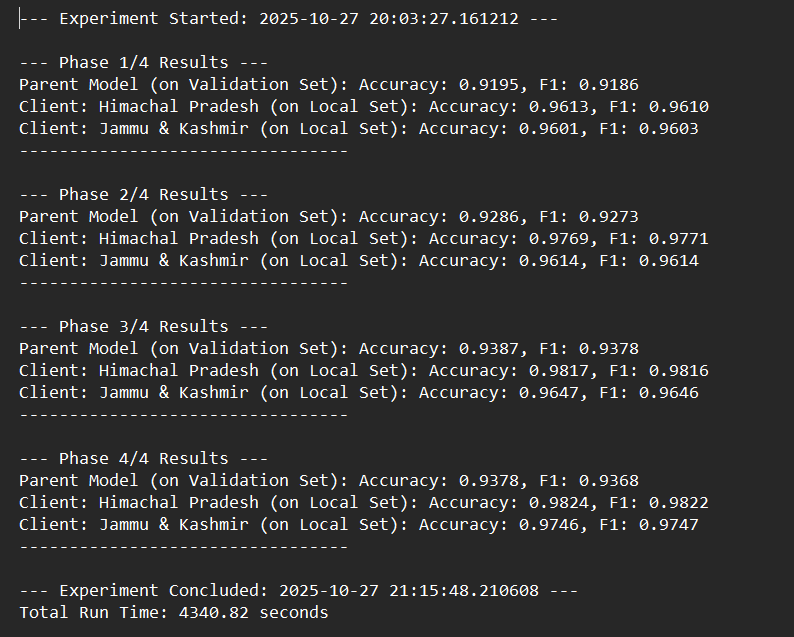 --- Experiment Started: 2025-10-27 20:03:27.161212 ---
--- Phase 1/4 Results ---
Parent Model (on Validation Set): Accuracy: 0.9195, F1: 0.9186
Client: Himachal Pradesh (on Local Set): Accuracy: 0.9613, F1: 0.9610
Client: Jammu & Kashmir (on Local Set): Accuracy: 0.9601, F1: 0.9603
---------------------------------
--- Phase 2/4 Results ---
Parent Model (on Validation Set): Accuracy: 0.9286, F1: 0.9273
Client: Himachal Pradesh (on Local Set): Accuracy: 0.9769, F1: 0.9771
Client: Jammu & Kashmir (on Local Set): Accuracy: 0.9614, F1: 0.9614
---------------------------------
--- Phase 3/4 Results ---
Parent Model (on Validation Set): Accuracy: 0.9387, F1: 0.9378
Client: Himachal Pradesh (on Local Set): Accuracy: 0.9817, F1: 0.9816
Client: Jammu & Kashmir (on Local Set): Accuracy: 0.9647, F1: 0.9646
---------------------------------
--- Phase 4/4 Results ---
Parent Model (on Validation Set): Accuracy: 0.9378, F1: 0.9368
Client: Himachal Pradesh (on Local Set): Accuracy: 0.9824, F1: 0.9822
Client: Jammu & Kashmir (on Local Set): Accuracy: 0.9746, F1: 0.9747
---------------------------------
--- Experiment Concluded: 2025-10-27 21:15:48.210608 ---
Total Run Time: 4340.82 seconds